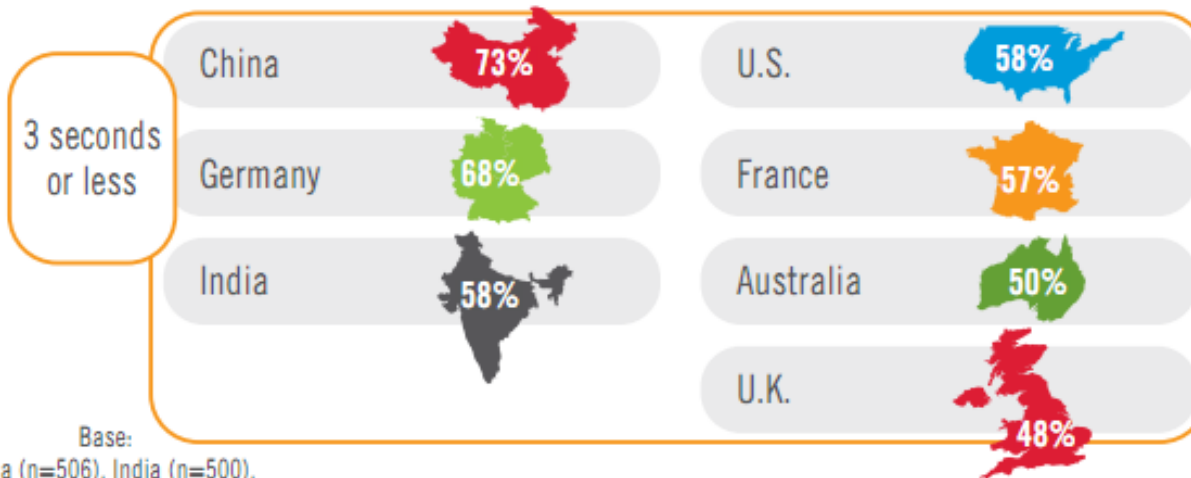 3 seconds
or less
China 73%
Germany 68%
India 58%
U.S. 58%
France 57%
Australia 50%
U.K. 48%
Base:
a (n=506), India (n=500),